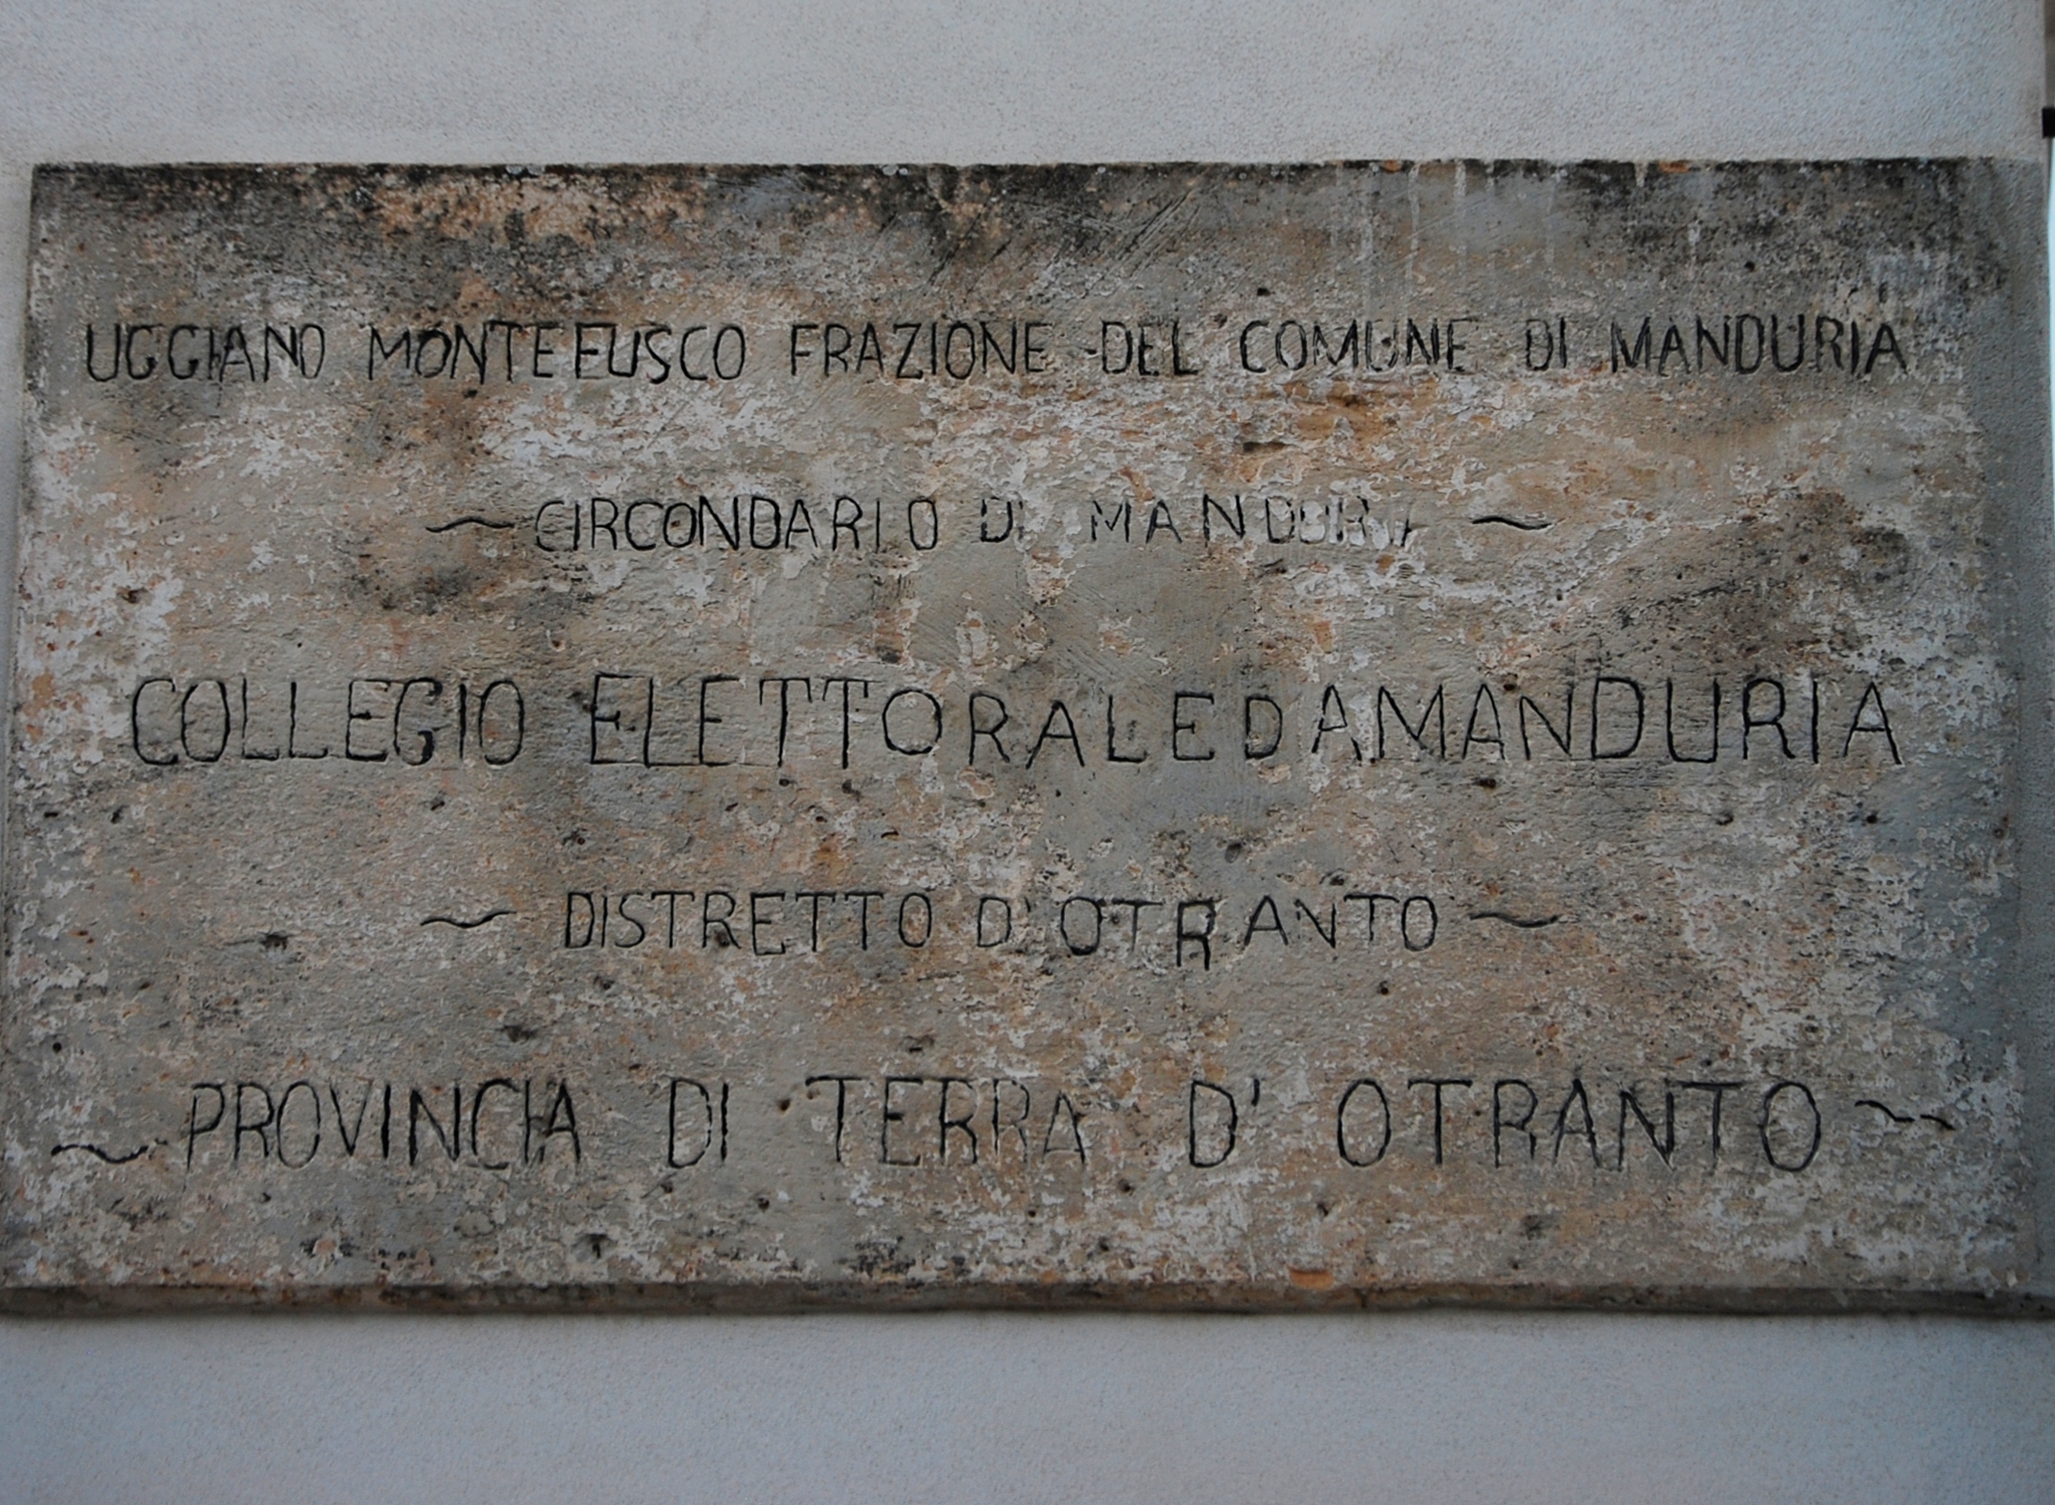 UGGIANO MONTEFUSCO FRAZIONE DEL COMUNE DI MANDURIA
~ CIRCONDARIO DI MANDURIA ~
COLLEGIO ELETTORALE DA MANDURIA
~ DISTRETTO D' OTRANTO ~
~ PROVINCIA DI TERRA D' OTRANTO ~